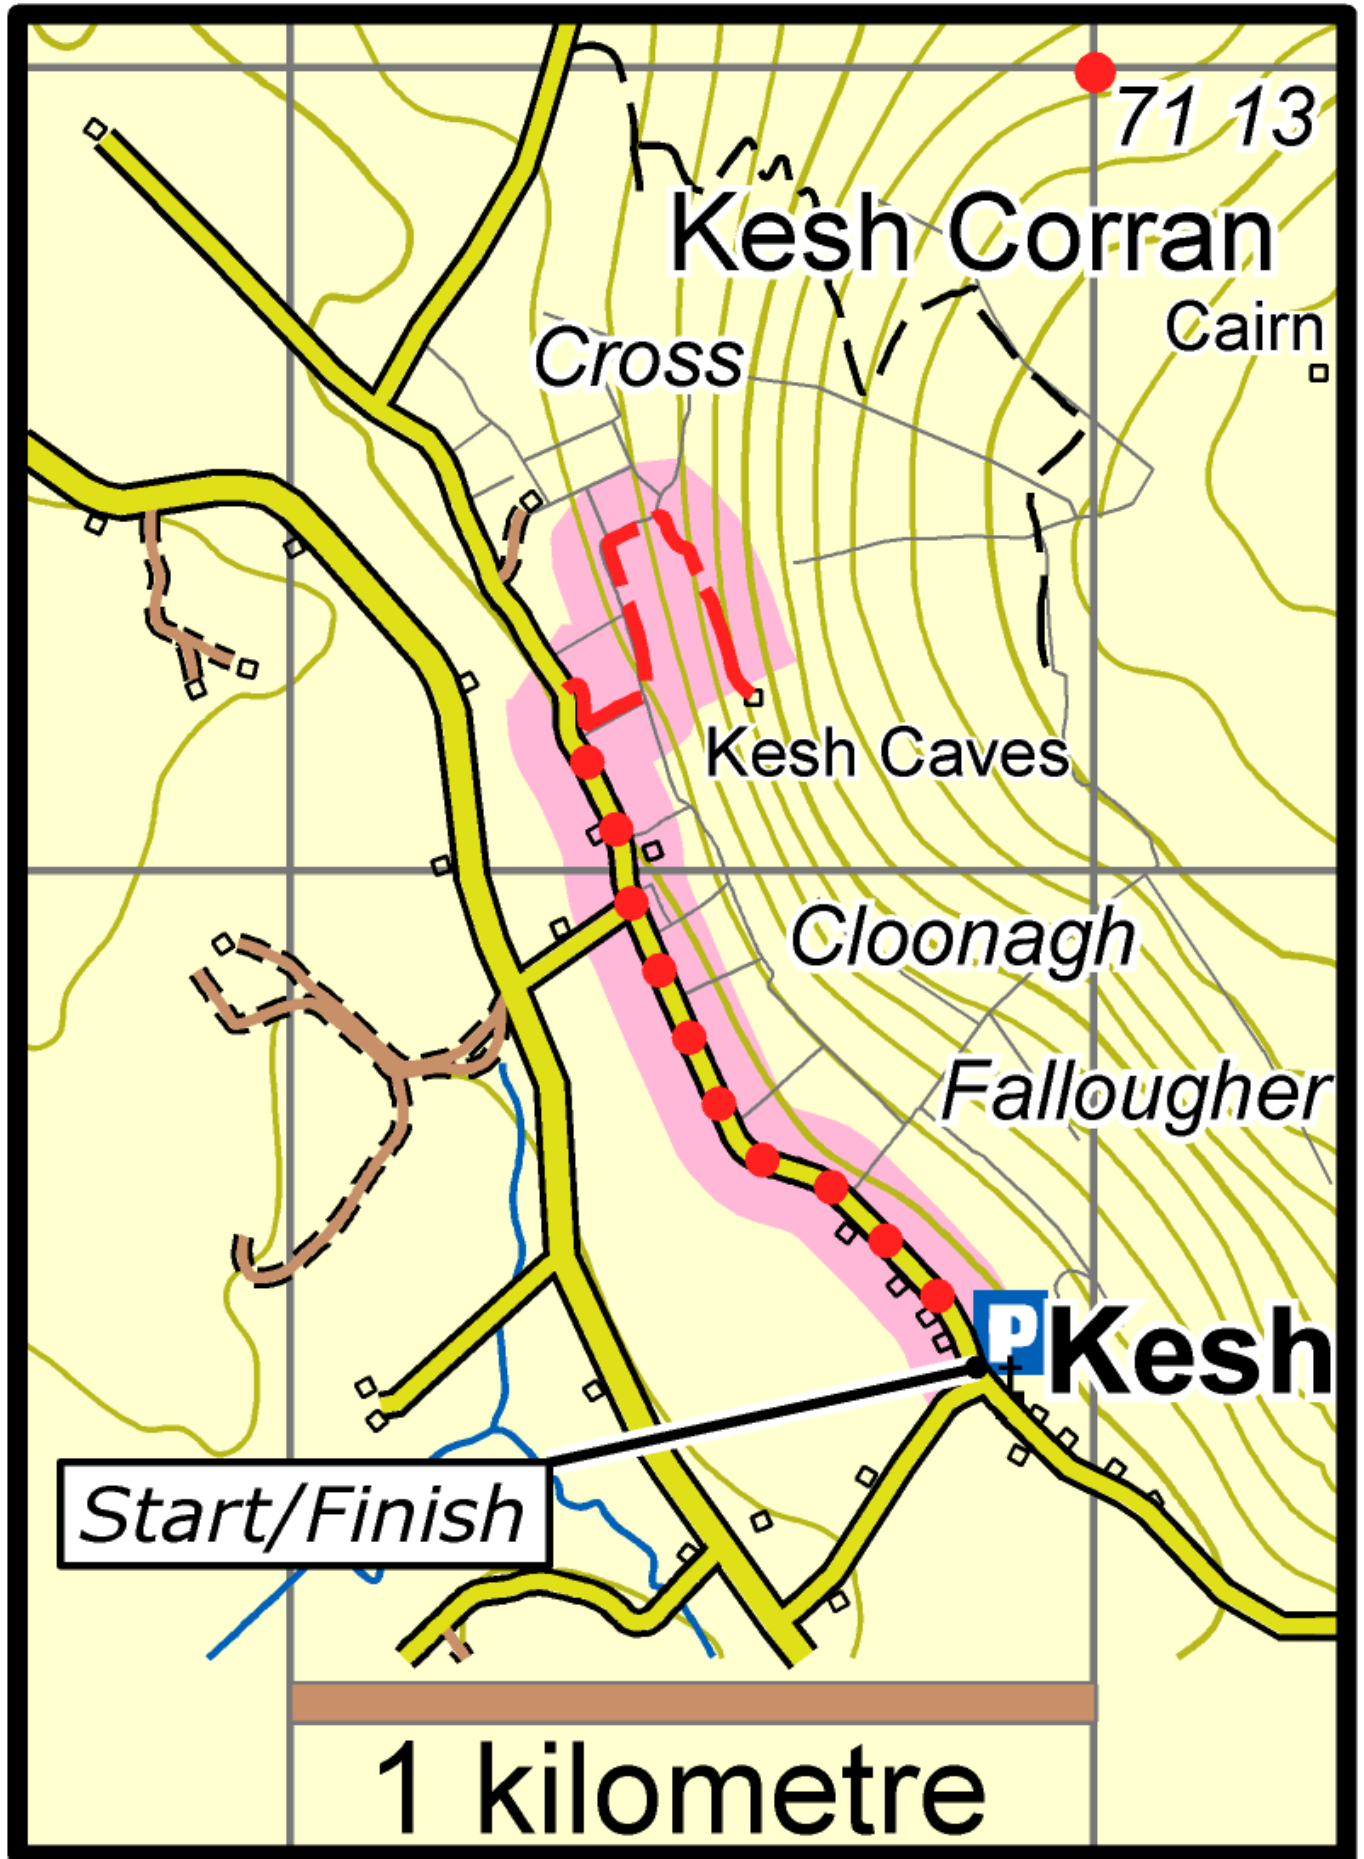 71 13
Kesh Corran
Cairn
Cross
Kesh Caves
Cloonagh
Fallougher
P
Kesh
Start/Finish
1 kilometre